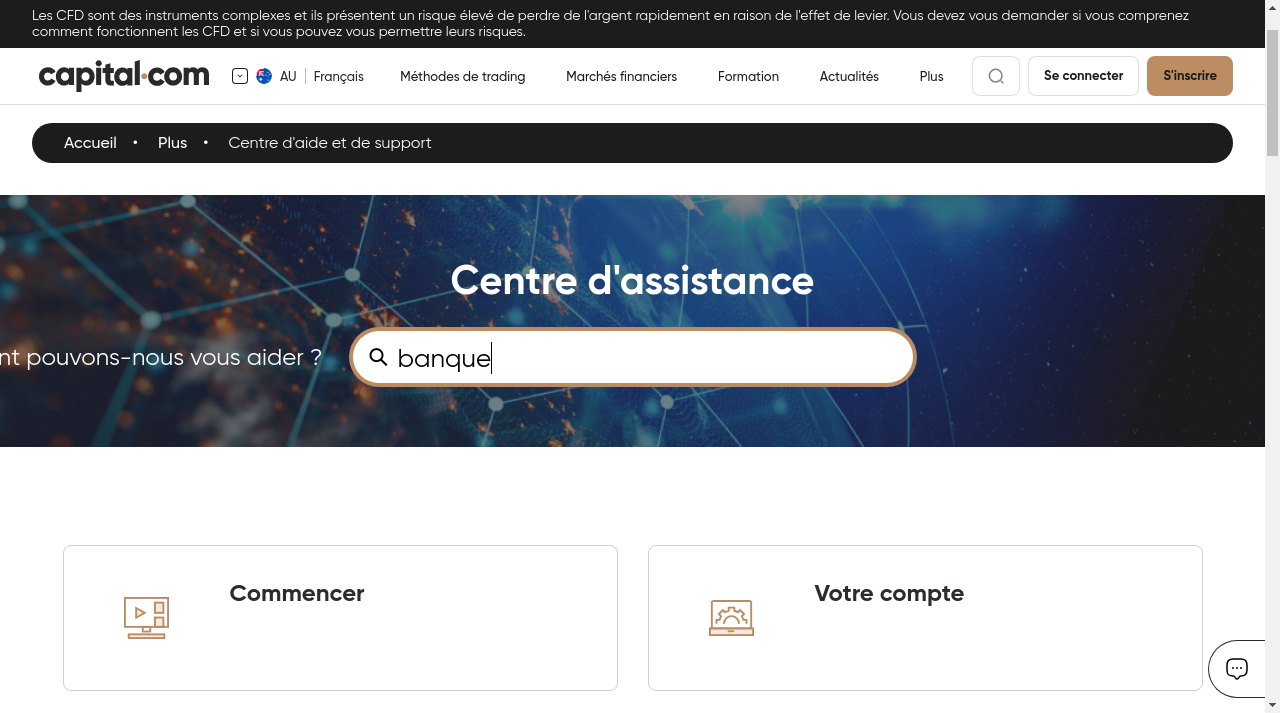 Les CFD sont des instruments complexes et ils présentent un risque élevé de perdre de l'argent rapidement en raison de l'effet de levier. Vous devez vous demander si vous comprenez
comment fonctionnent les CFD et si vous pouvez vous permettre leurs risques.
capital.com
AU
Français
Méthodes de trading
Marchés financiers
Formation
Actualités
Plus
Se connecter
S'inscrire
Accueil • Plus • Centre d'aide et de support
Centre d'assistance
nt pouvons-nous vous aider ?
banque
Commencer
Votre compte